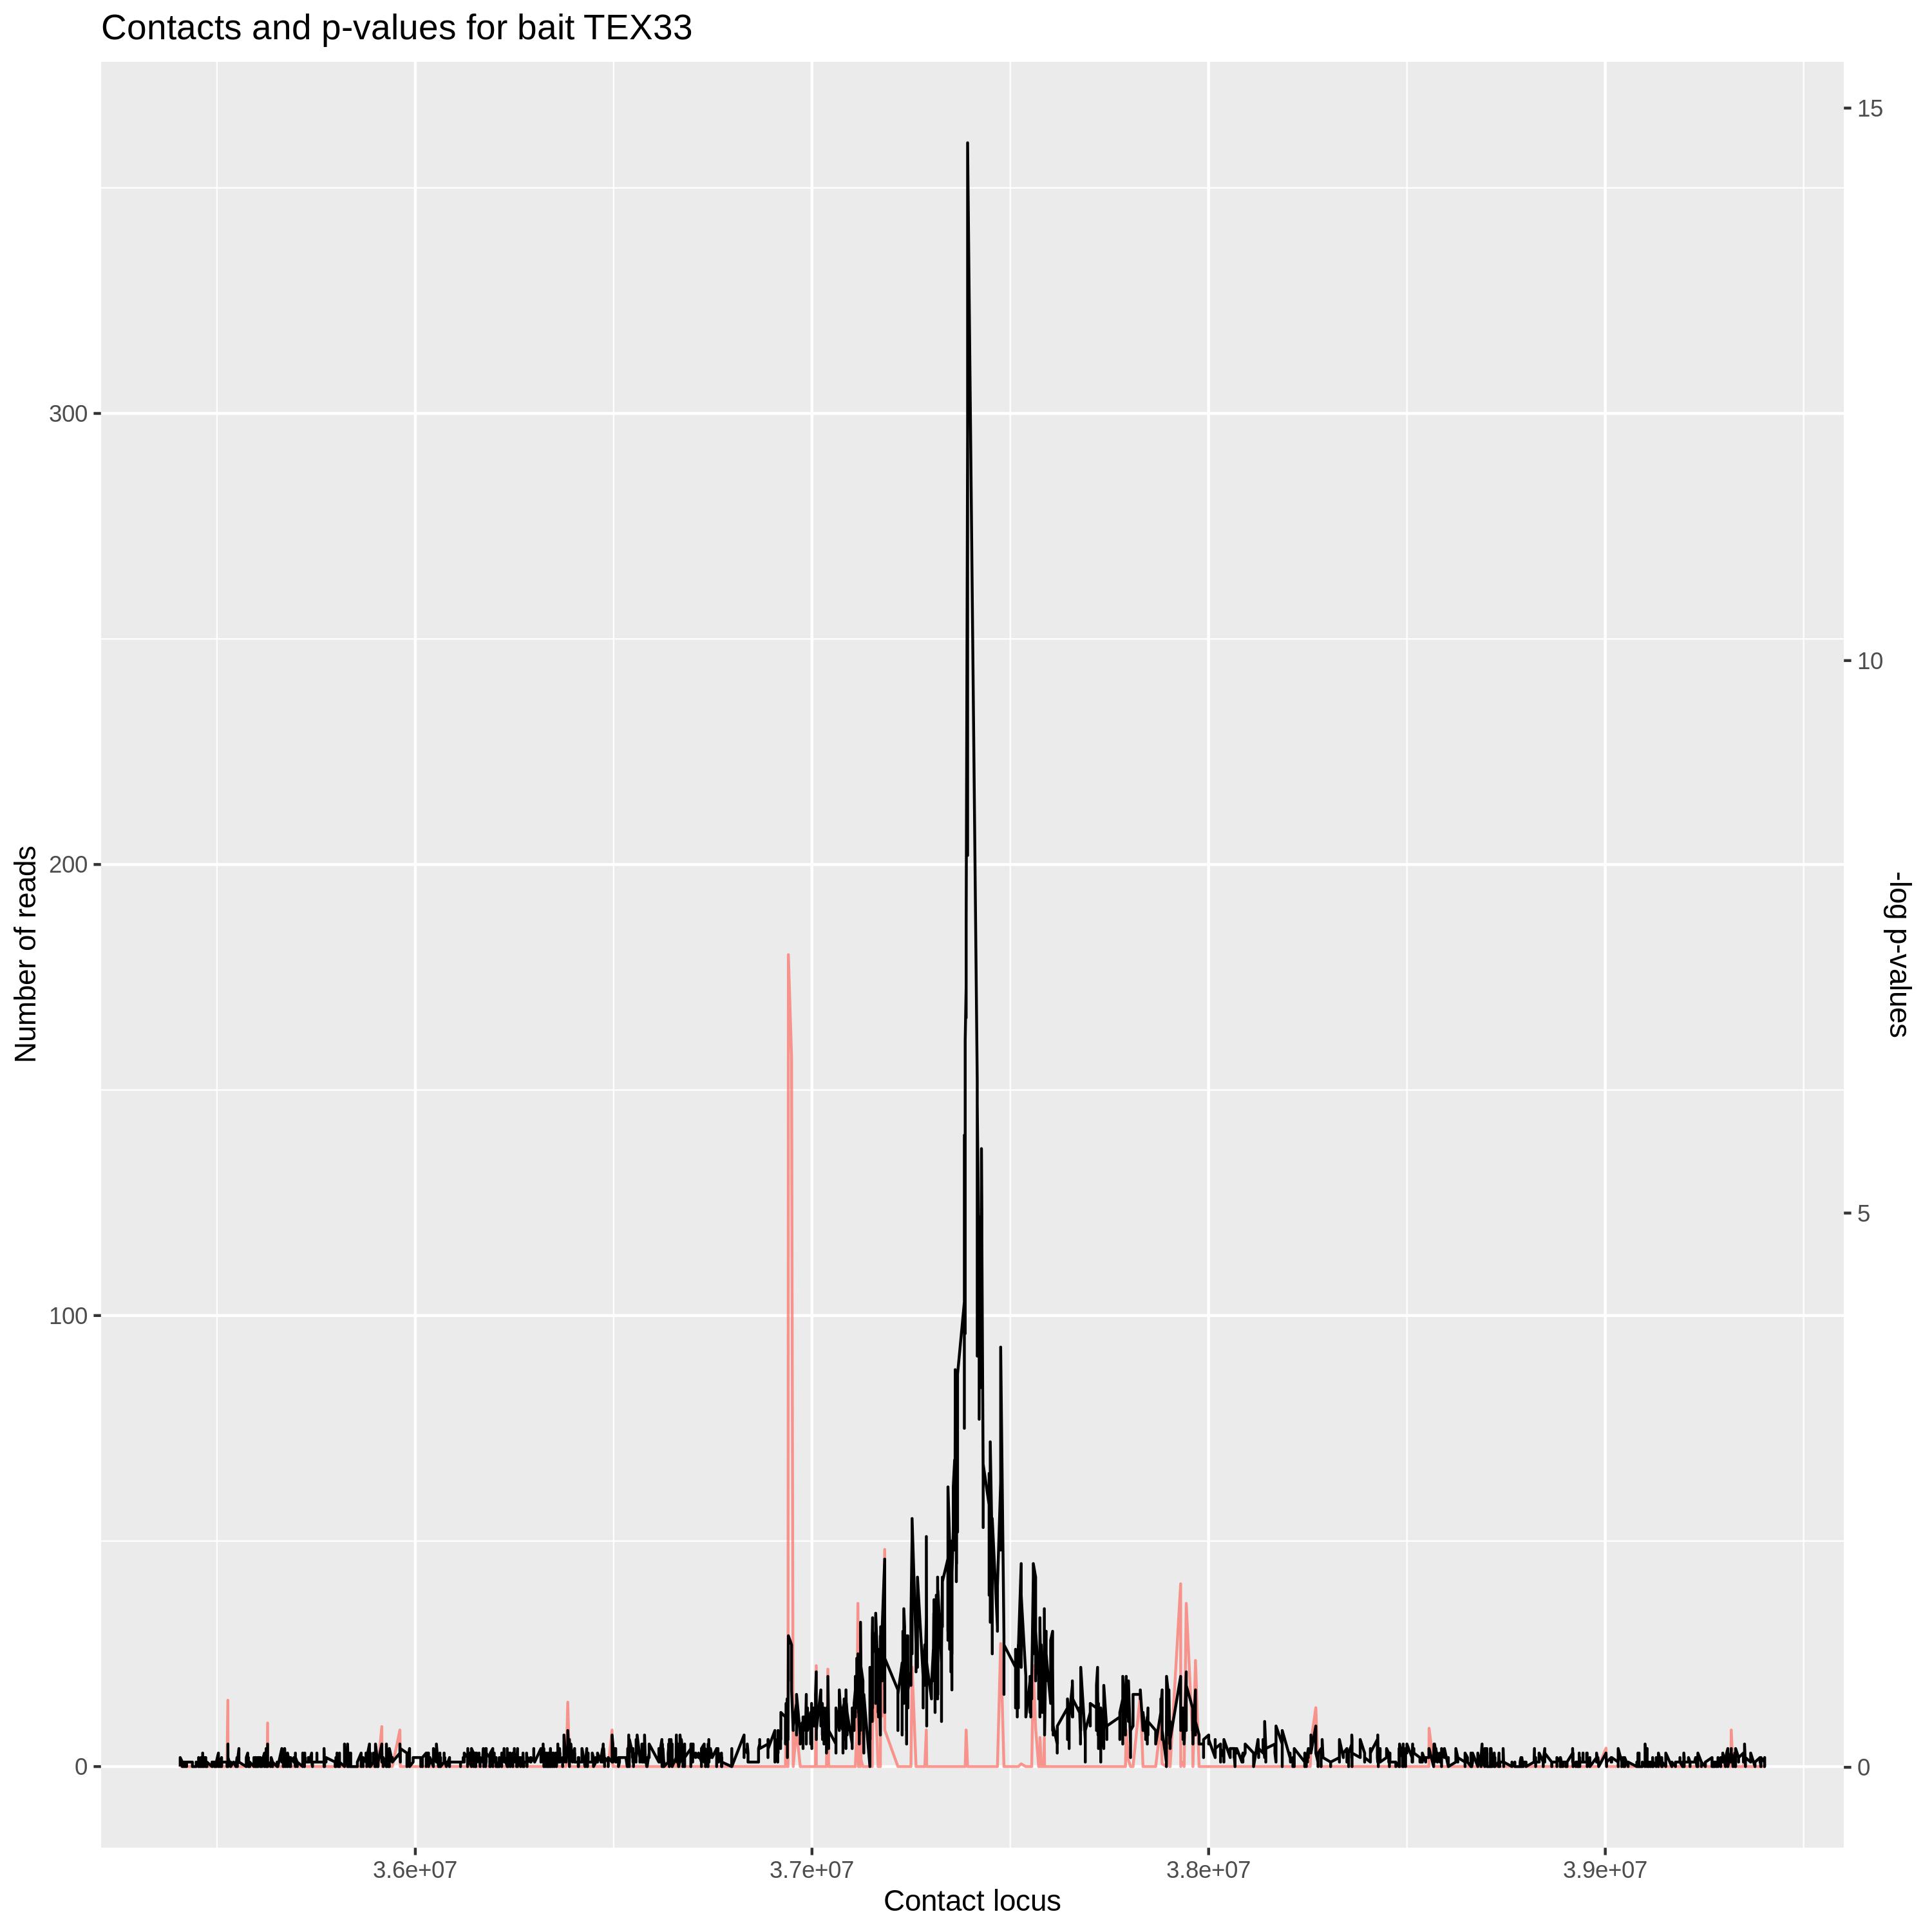 Contacts and p-values for bait TEX33
15
300
10
200
Number of reads
-log p-values
5
100
0
0
3.6e+07
3.7e+07
3.8e+07
3.9e+07
Contact locus